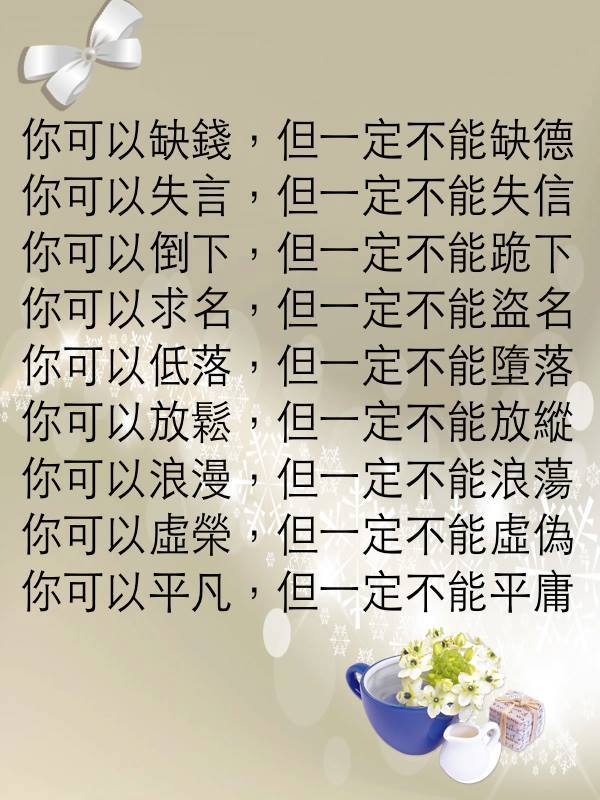 你可以缺錢，但一定不能缺德
你可以失言，但一定不能失信
你可以倒下，但一定不能跪下
你可以求名，但一定不能盜名
你可以低落，但一定不能墮落
你可以放鬆，但一定不能放縱
你可以浪漫，但一定不能浪蕩
你可以虛榮，但一定不能虛偽
你可以平凡，但一定不能平庸